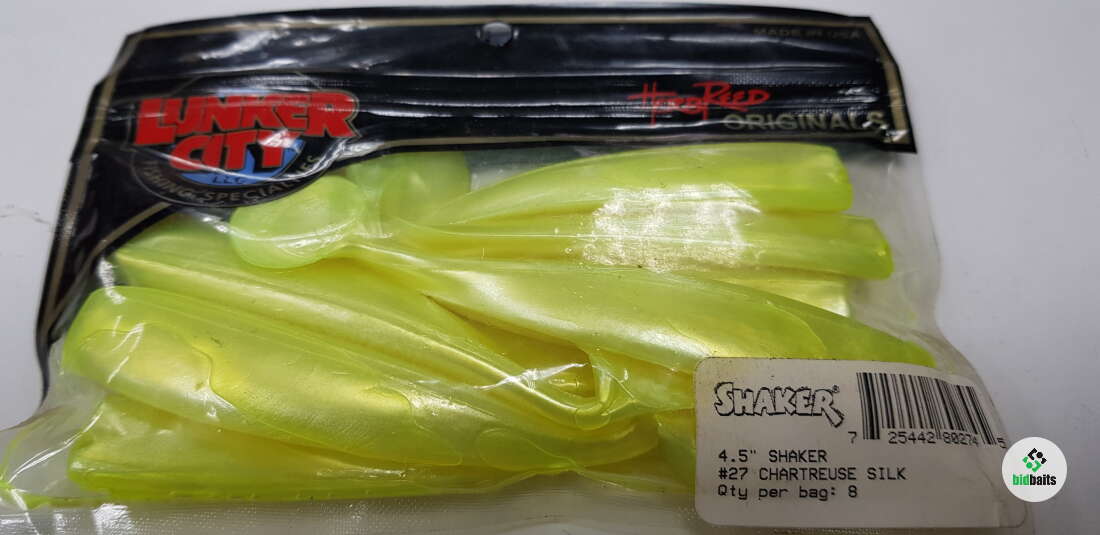 MADE IN USA
LUNKER
CITY
LLC
FISHING SPECIALTIES
HERB REED
ORIGINALS
SHAKER®
7 25442 80274 5
4.5" SHAKER
#27 CHARTREUSE SILK
Qty per bag: 8
bidbaits